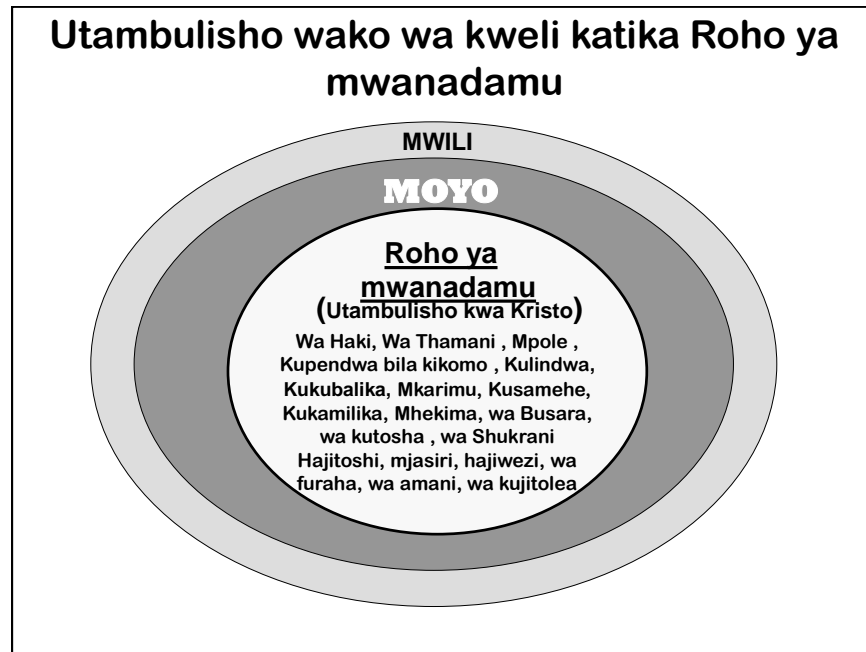 Utambulisho wako wa kweli katika Roho ya
mwanadamu
MWILI
MOYO
Roho ya
mwanadamu
(Utambulisho kwa Kristo)
Wa Haki, Wa Thamani , Mpole ,
Kupendwa bila kikomo , Kulindwa,
Kukubalika, Mkarimu, Kusamehe,
Kukamilika, Mhekima, wa Busara,
wa kutosha , wa Shukrani
Hajitoshi, mjasiri, hajiwezi, wa
furaha, wa amani, wa kujitolea